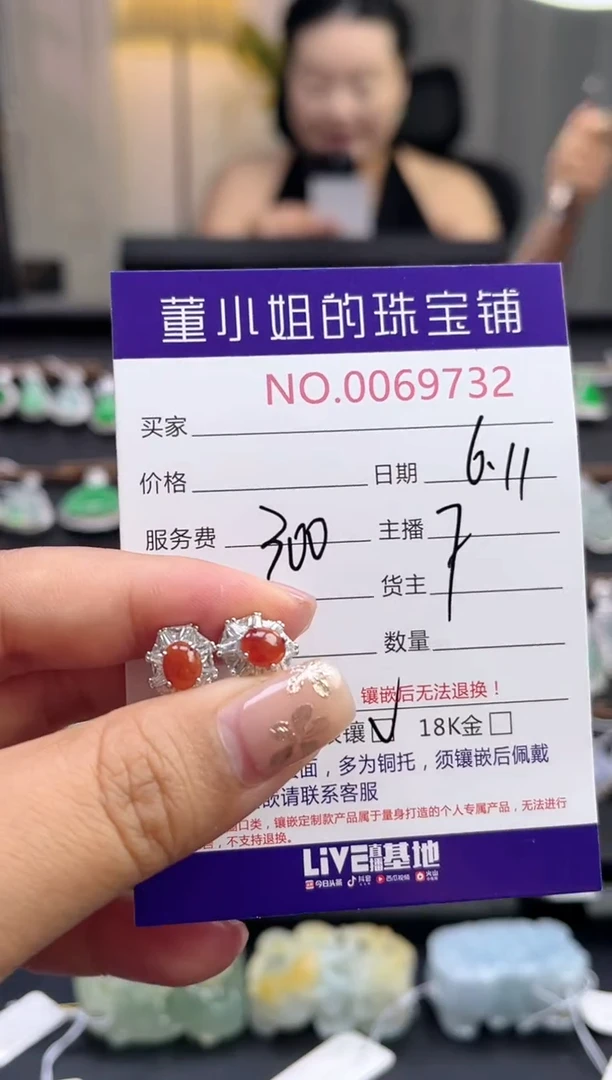 董小姐的珠宝铺
NO.0069732
买家
价格 日期 6.11
服务费 300 主播 7
货主
数量
镶嵌后无法退换！
镶 ✓ 18K金
面，多为铜托，须镶嵌后佩戴
欲请联系客服
口类，镶嵌定制款产品属于量身打造的个人专属产品，无法进行
，不支持退换。
LiVE直播基地
今日头条 抖音 西瓜视频 火山